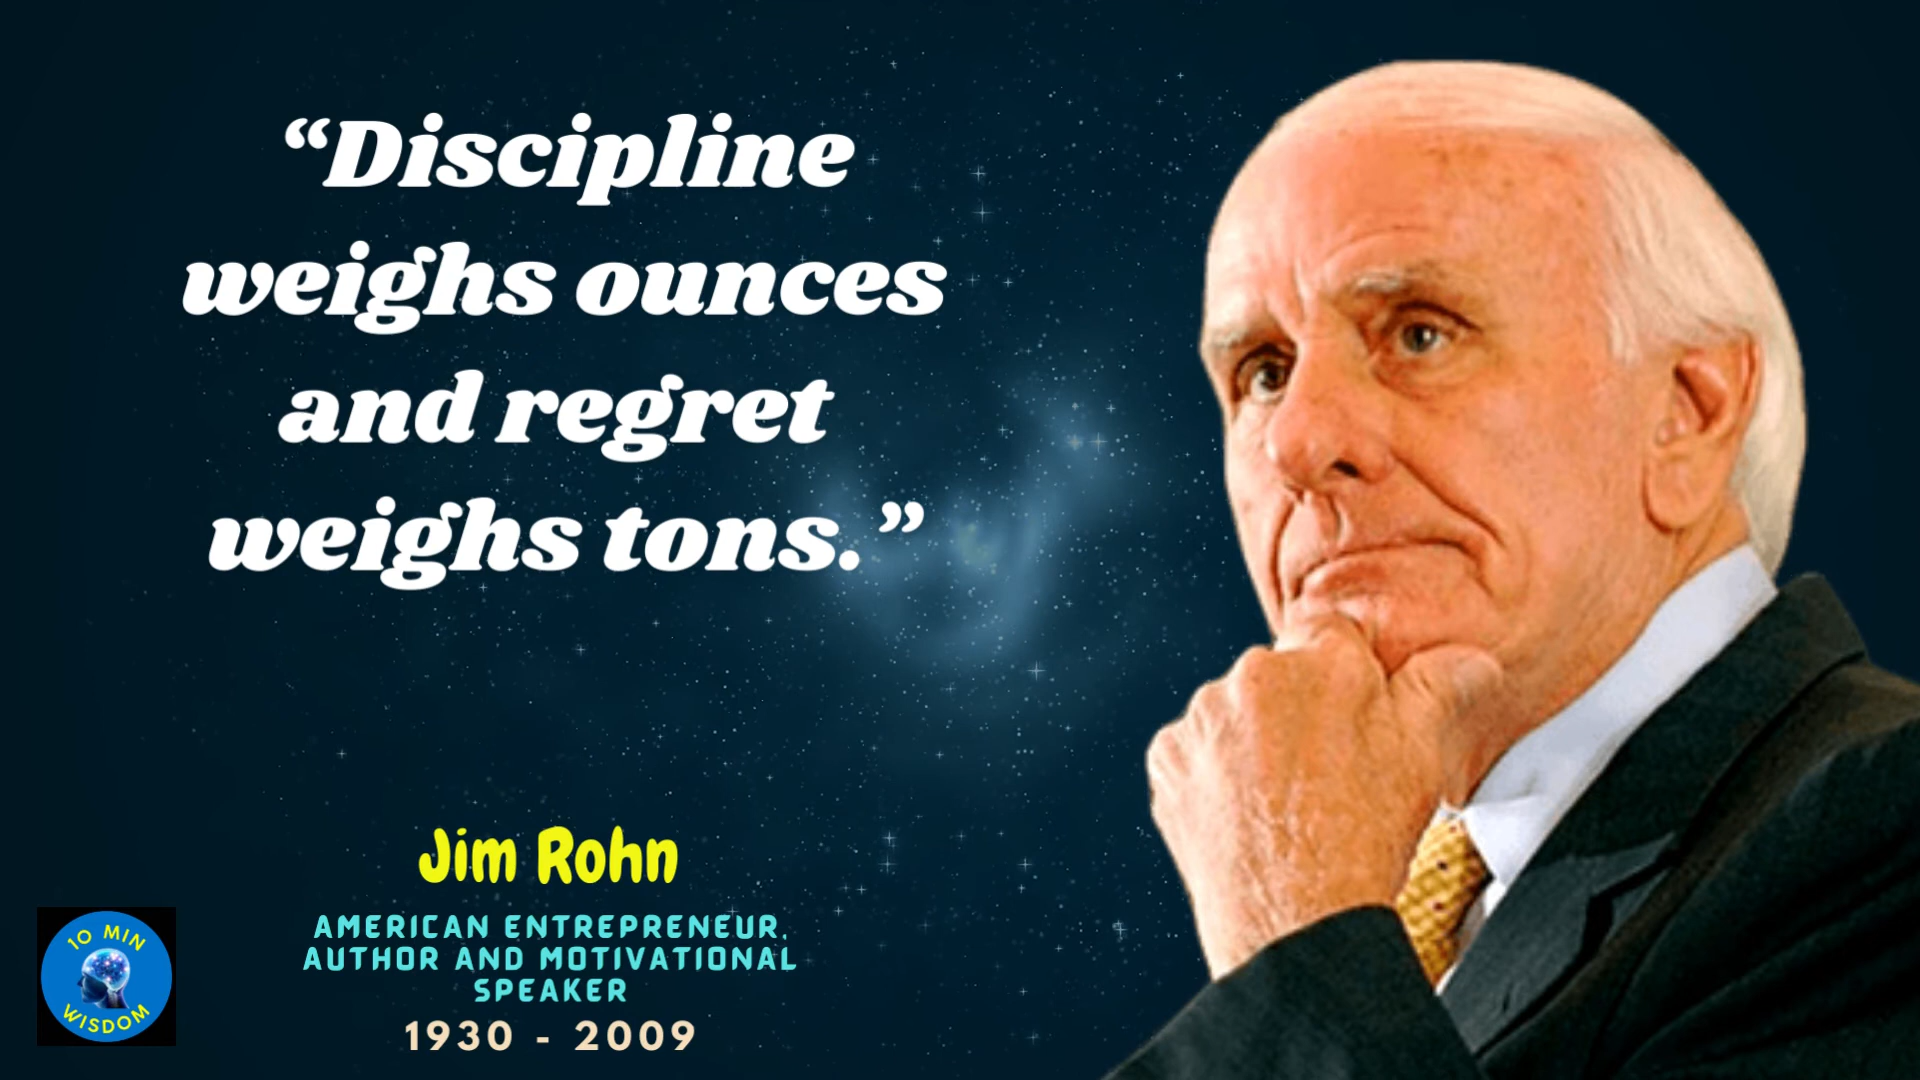 “Discipline
weighs ounces
and regret
weighs tons.”
Jim Rohn
AMERICAN ENTREPRENEUR,
AUTHOR AND MOTIVATIONAL
SPEAKER
1930 - 2009
10 MIN
WISDOM